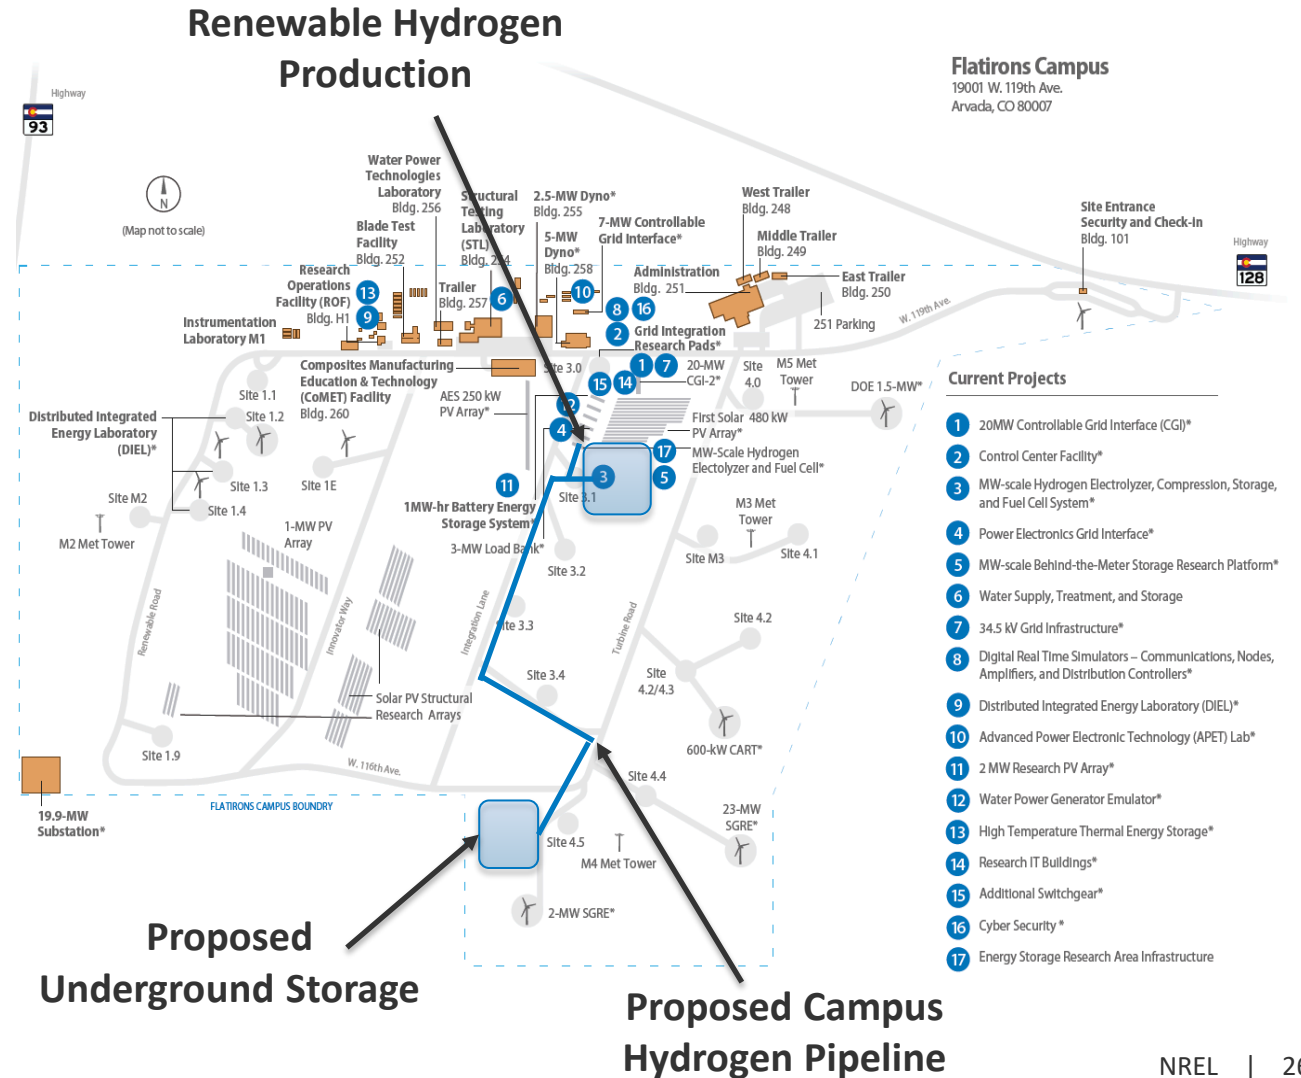 Renewable Hydrogen
Production
Flatirons Campus
19001 W. 119th Ave.
Arvada, CO 80007
Highway
93
N
(Map not to scale)
Water Power
Technologies
Laboratory
Bldg. 256
Structural
Testing
Laboratory
(STL)
Bldg. 254
2.5-MW Dyno*
Bldg. 255
7-MW Controllable
Grid Interface*
5-MW
Dyno*
Bldg. 258
Blade Test
Facility
Bldg. 252
West Trailer
Bldg. 248
Middle Trailer
Bldg. 249
East Trailer
Bldg. 250
Site Entrance
Security and Check-In
Bldg. 101
Highway
128
Research
Operations
Facility (ROF)
Bldg. H1
13
9
Trailer
Bldg. 257
6
10
Administration
Bldg. 251
8
16
2
Grid Integration
Research Pads*
251 Parking
W. 119th Ave.
Instrumentation
Laboratory M1
Composites Manufacturing
Education & Technology
(CoMET) Facility
Bldg. 260
Site 3.0
1
7
20-MW
CGI-2*
15
14
Site
4.0
M5 Met
Tower
DOE 1.5-MW*
AES 250 kW
PV Array*
12
4
First Solar 480 kW
PV Array*
17
MW-Scale Hydrogen
Electolyzer and Fuel Cell*
3
5
Site 3.1
11
1MW-hr Battery Energy
Storage System*
3-MW Load Bank*
Site 1.1
Site 1.2
Distributed Integrated
Energy Laboratory
(DIEL)*
Site 1.3
Site 1E
Site 1.4
Site M2
M2 Met Tower
1-MW PV
Array
M3 Met
Tower
Site M3
Site 4.1
Site 3.2
Renewable Road
Innovator Way
Integration Lane
Site 3.3
Turbine Road
Site 4.2
Site 3.4
Site
4.2/4.3
Solar PV Structural
Research Arrays
Site 1.9
600-kW CART*
W. 116th Ave.
Site 4.4
FLATIRONS CAMPUS BOUNDRY
19.9-MW
Substation*
23-MW
SGRE*
Site 4.5
M4 Met Tower
2-MW SGRE*
Current Projects
1 20MW Controllable Grid Interface (CGI)*
2 Control Center Facility*
3 MW-scale Hydrogen Electrolyzer, Compression, Storage,
and Fuel Cell System*
4 Power Electronics Grid Interface*
5 MW-scale Behind-the-Meter Storage Research Platform*
6 Water Supply, Treatment, and Storage
7 34.5 kV Grid Infrastructure*
8 Digital Real Time Simulators – Communications, Nodes,
Amplifiers, and Distribution Controllers*
9 Distributed Integrated Energy Laboratory (DIEL)*
10 Advanced Power Electronic Technology (APET) Lab*
11 2 MW Research PV Array*
12 Water Power Generator Emulator*
13 High Temperature Thermal Energy Storage*
14 Research IT Buildings*
15 Additional Switchgear*
16 Cyber Security *
17 Energy Storage Research Area Infrastructure
Proposed
Underground Storage
Proposed Campus
Hydrogen Pipeline
NREL | 26